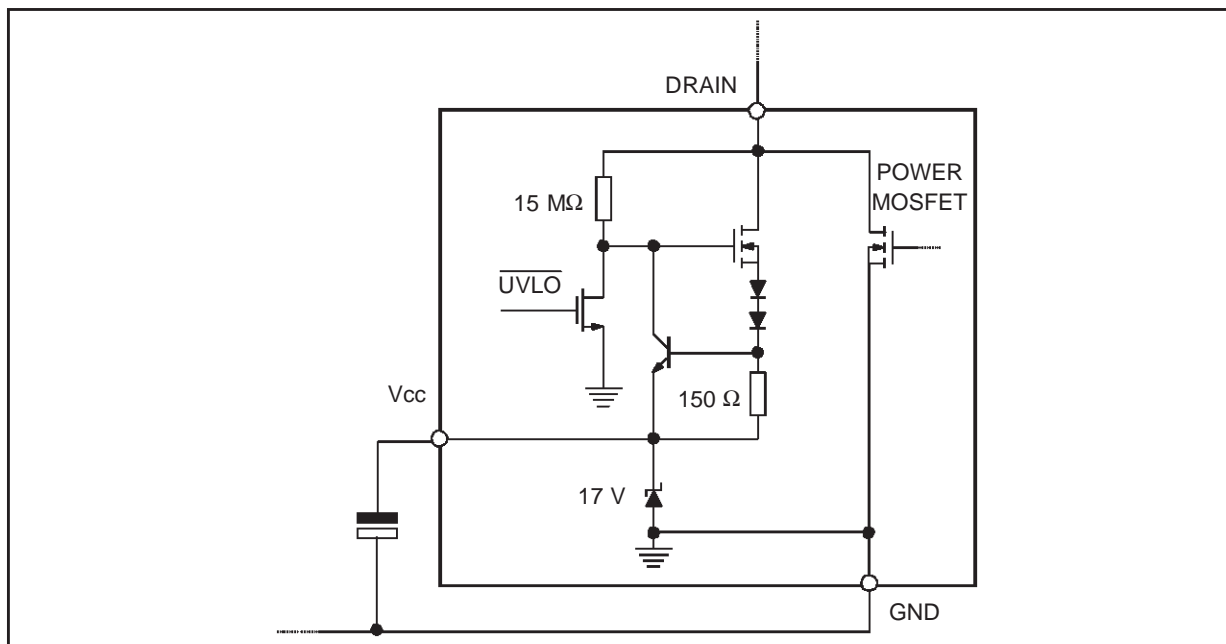 DRAIN
POWER
MOSFET
15 MΩ
UVLO
Vcc
150 Ω
17 V
GND